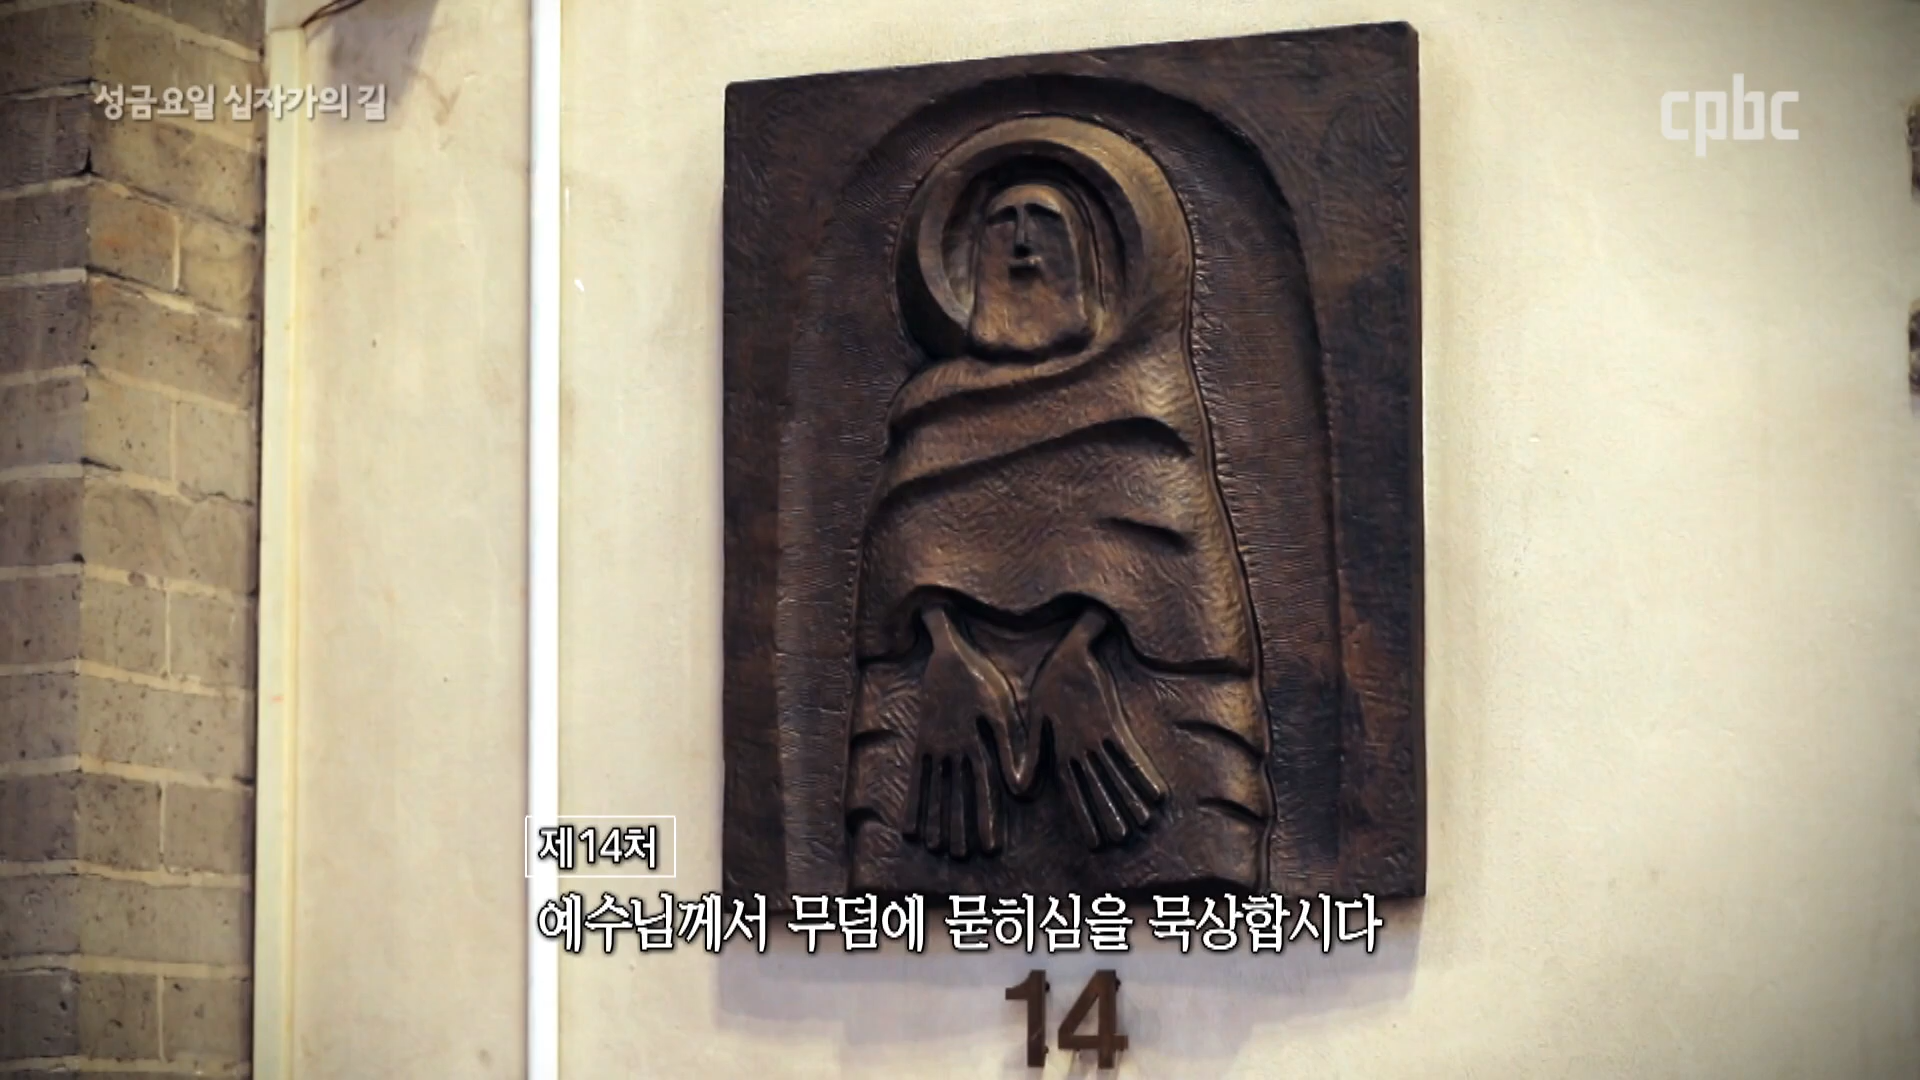 성금요일 십자가의 길
cpbc
제14처
예수님께서 무덤에 묻히심을 묵상합시다
14